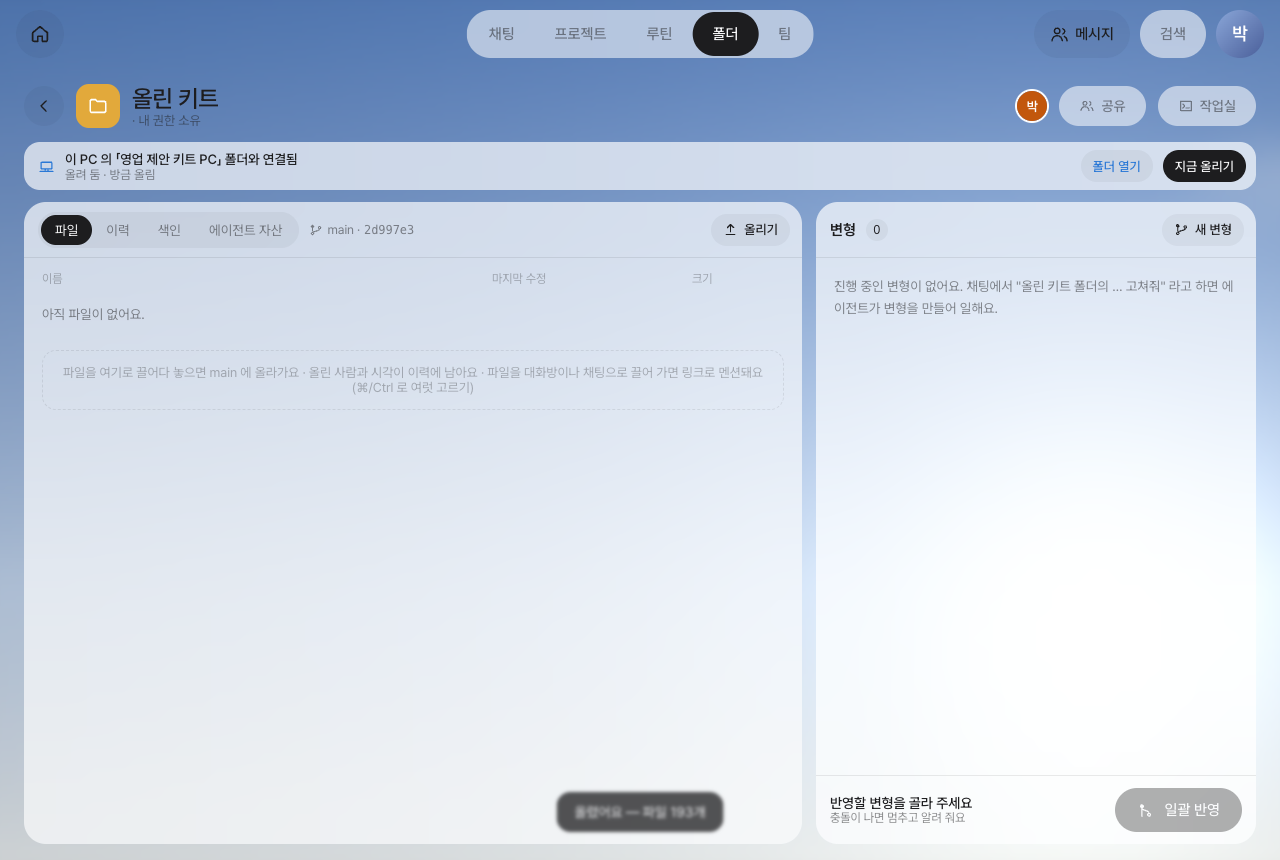 채팅
프로젝트
루틴
폴더
팀
메시지
검색
박
올린 키트
· 내 권한 소유
박
공유
작업실
이 PC 의 「영업 제안 키트 PC」 폴더와 연결됨
올려 둠 · 방금 올림
폴더 열기
지금 올리기
파일
이력
색인
에이전트 자산
main · 2d997e3
올리기
이름
마지막 수정
크기
아직 파일이 없어요.
파일을 여기로 끌어다 놓으면 main 에 올라가요 · 올린 사람과 시각이 이력에 남아요 · 파일을 대화방이나 채팅으로 끌어 가면 링크로 멘션돼요
(⌘/Ctrl 로 여럿 고르기)
변형
0
새 변형
진행 중인 변형이 없어요. 채팅에서 "올린 키트 폴더의 … 고쳐줘" 라고 하면 에
이전트가 변형을 만들어 일해요.
올렸어요 — 파일 193개
반영할 변형을 골라 주세요
충돌이 나면 멈추고 알려 줘요
일괄 반영